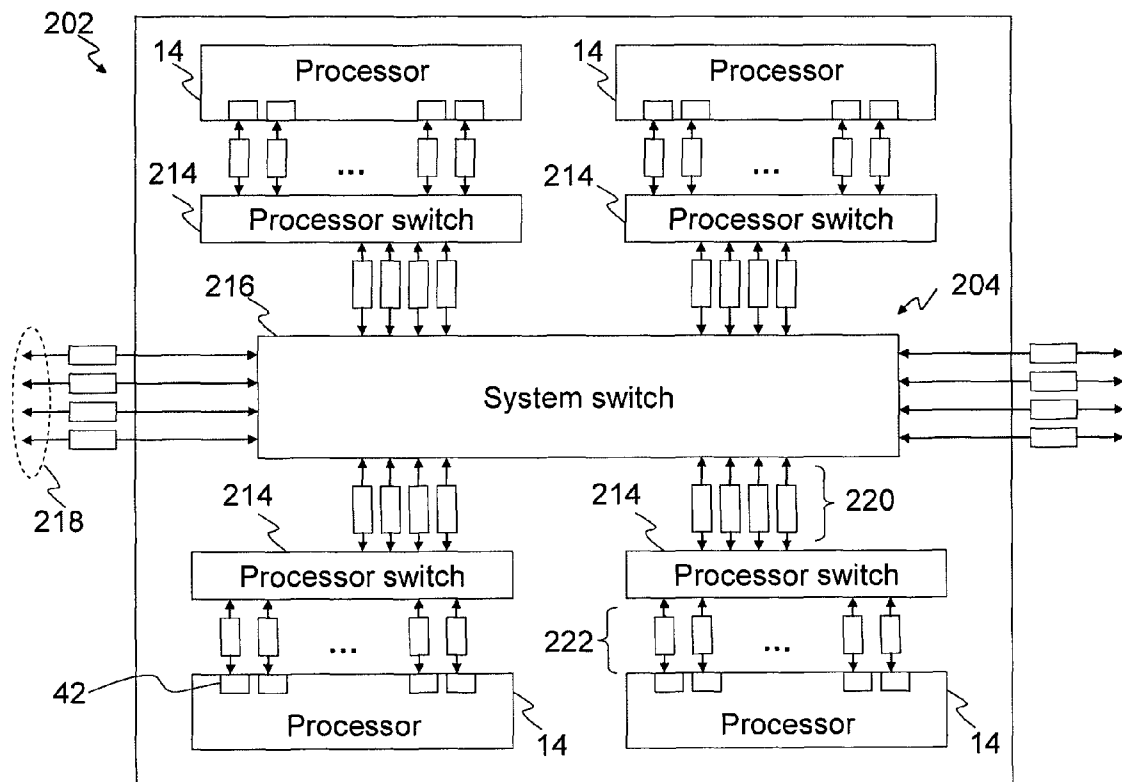 202
14
Processor
14
Processor
...
...
214
Processor switch
214
Processor switch
216
204
System switch
218
214
214
220
Processor switch
Processor switch
...
222
...
42
Processor
14
Processor
14